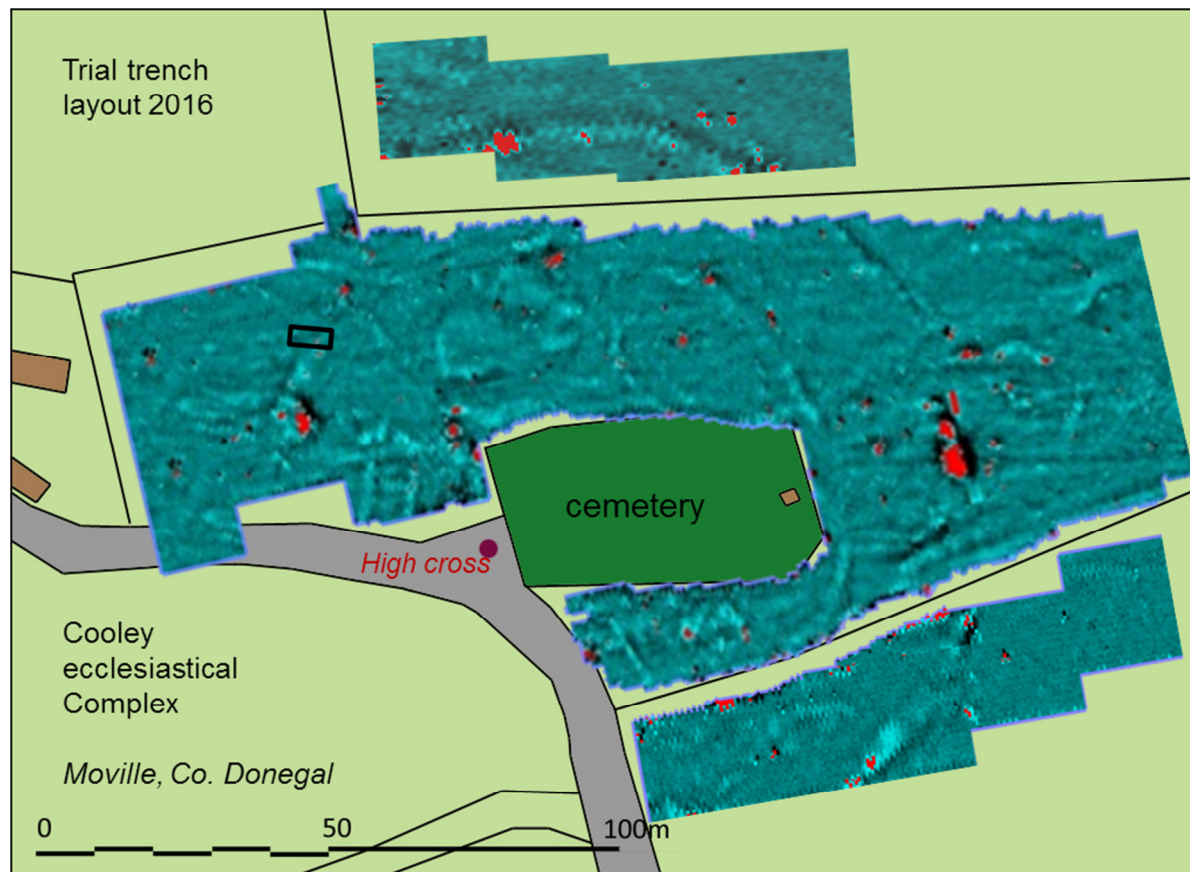 Trial trench
layout 2016
cemetery
High cross
Cooley
ecclesiastical
Complex
Moville, Co. Donegal
0 50 100m